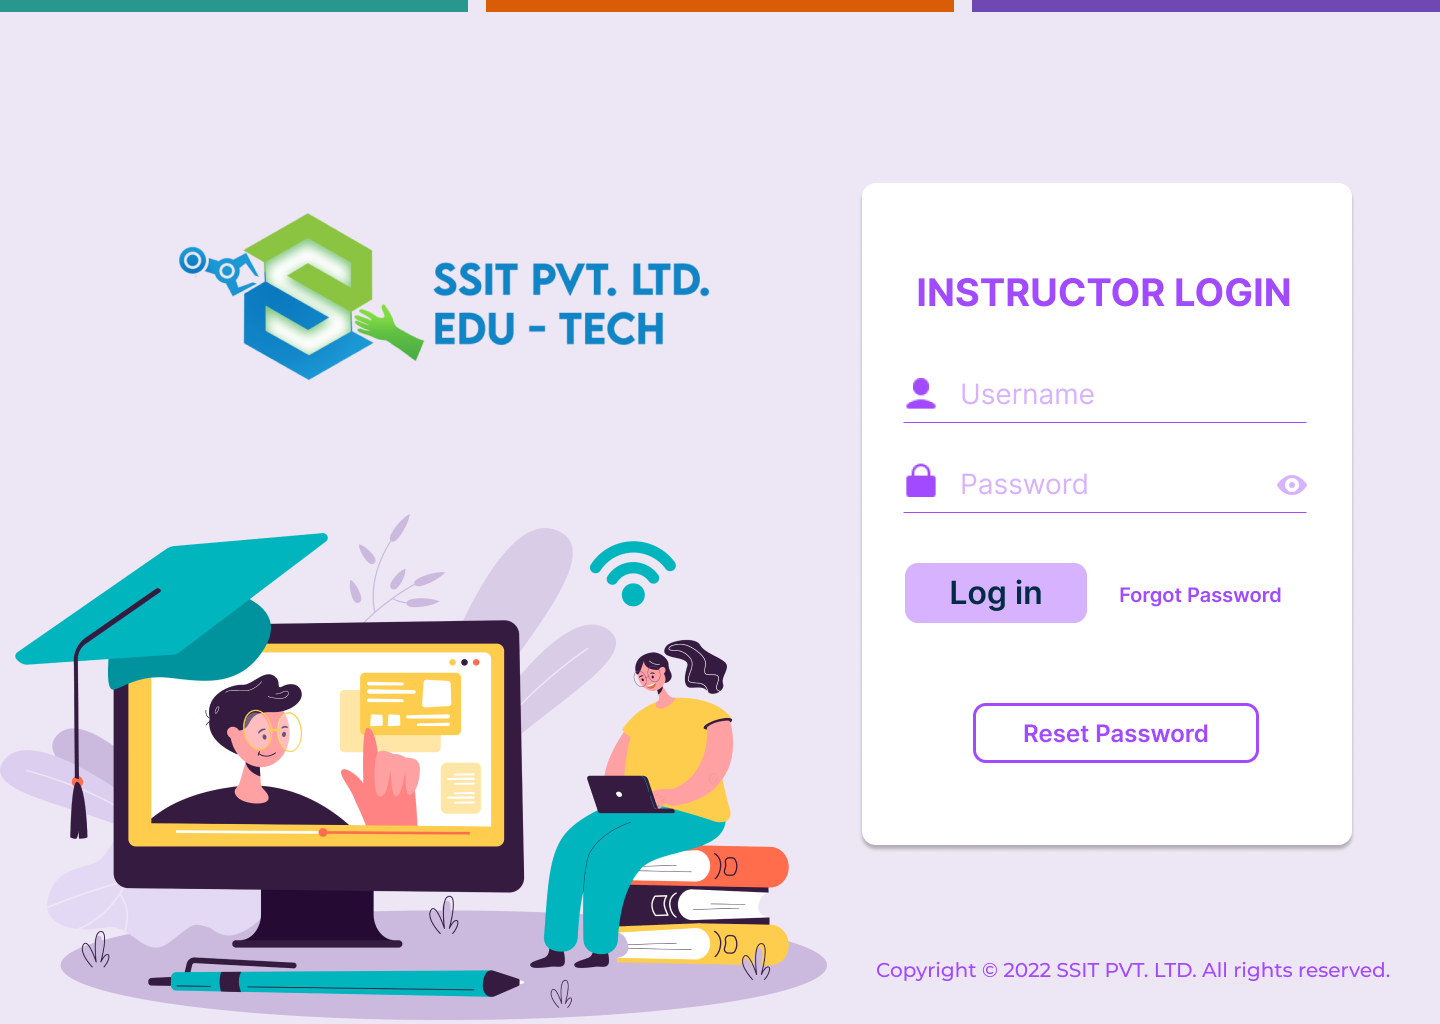 SSIT PVT. LTD.
EDU - TECH
INSTRUCTOR LOGIN
Username
Password
Log in
Forgot Password
Reset Password
Copyright © 2022 SSIT PVT. LTD. All rights reserved.